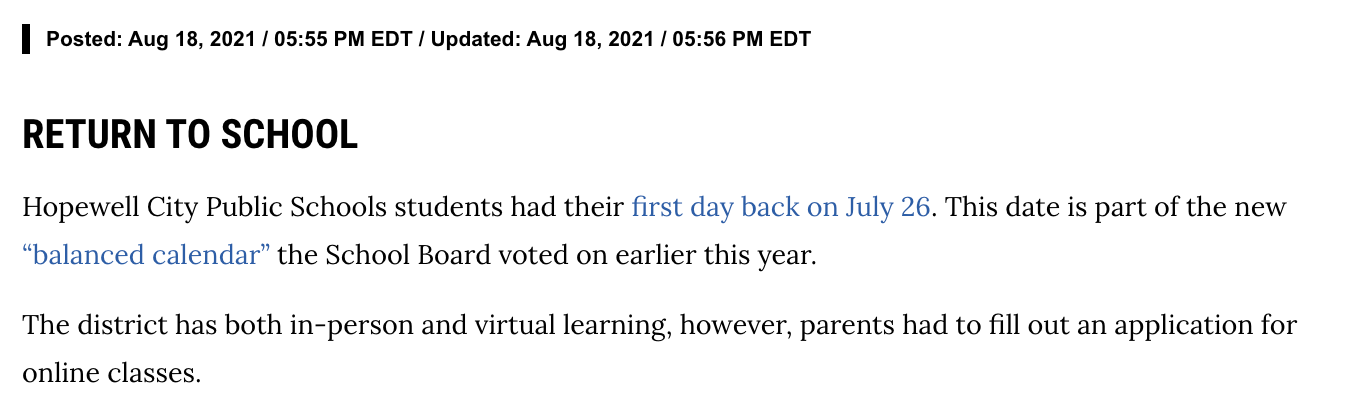 Posted: Aug 18, 2021 / 05:55 PM EDT / Updated: Aug 18, 2021 / 05:56 PM EDT
RETURN TO SCHOOL
Hopewell City Public Schools students had their first day back on July 26. This date is part of the new
“balanced calendar” the School Board voted on earlier this year.
The district has both in-person and virtual learning, however, parents had to fill out an application for
online classes.